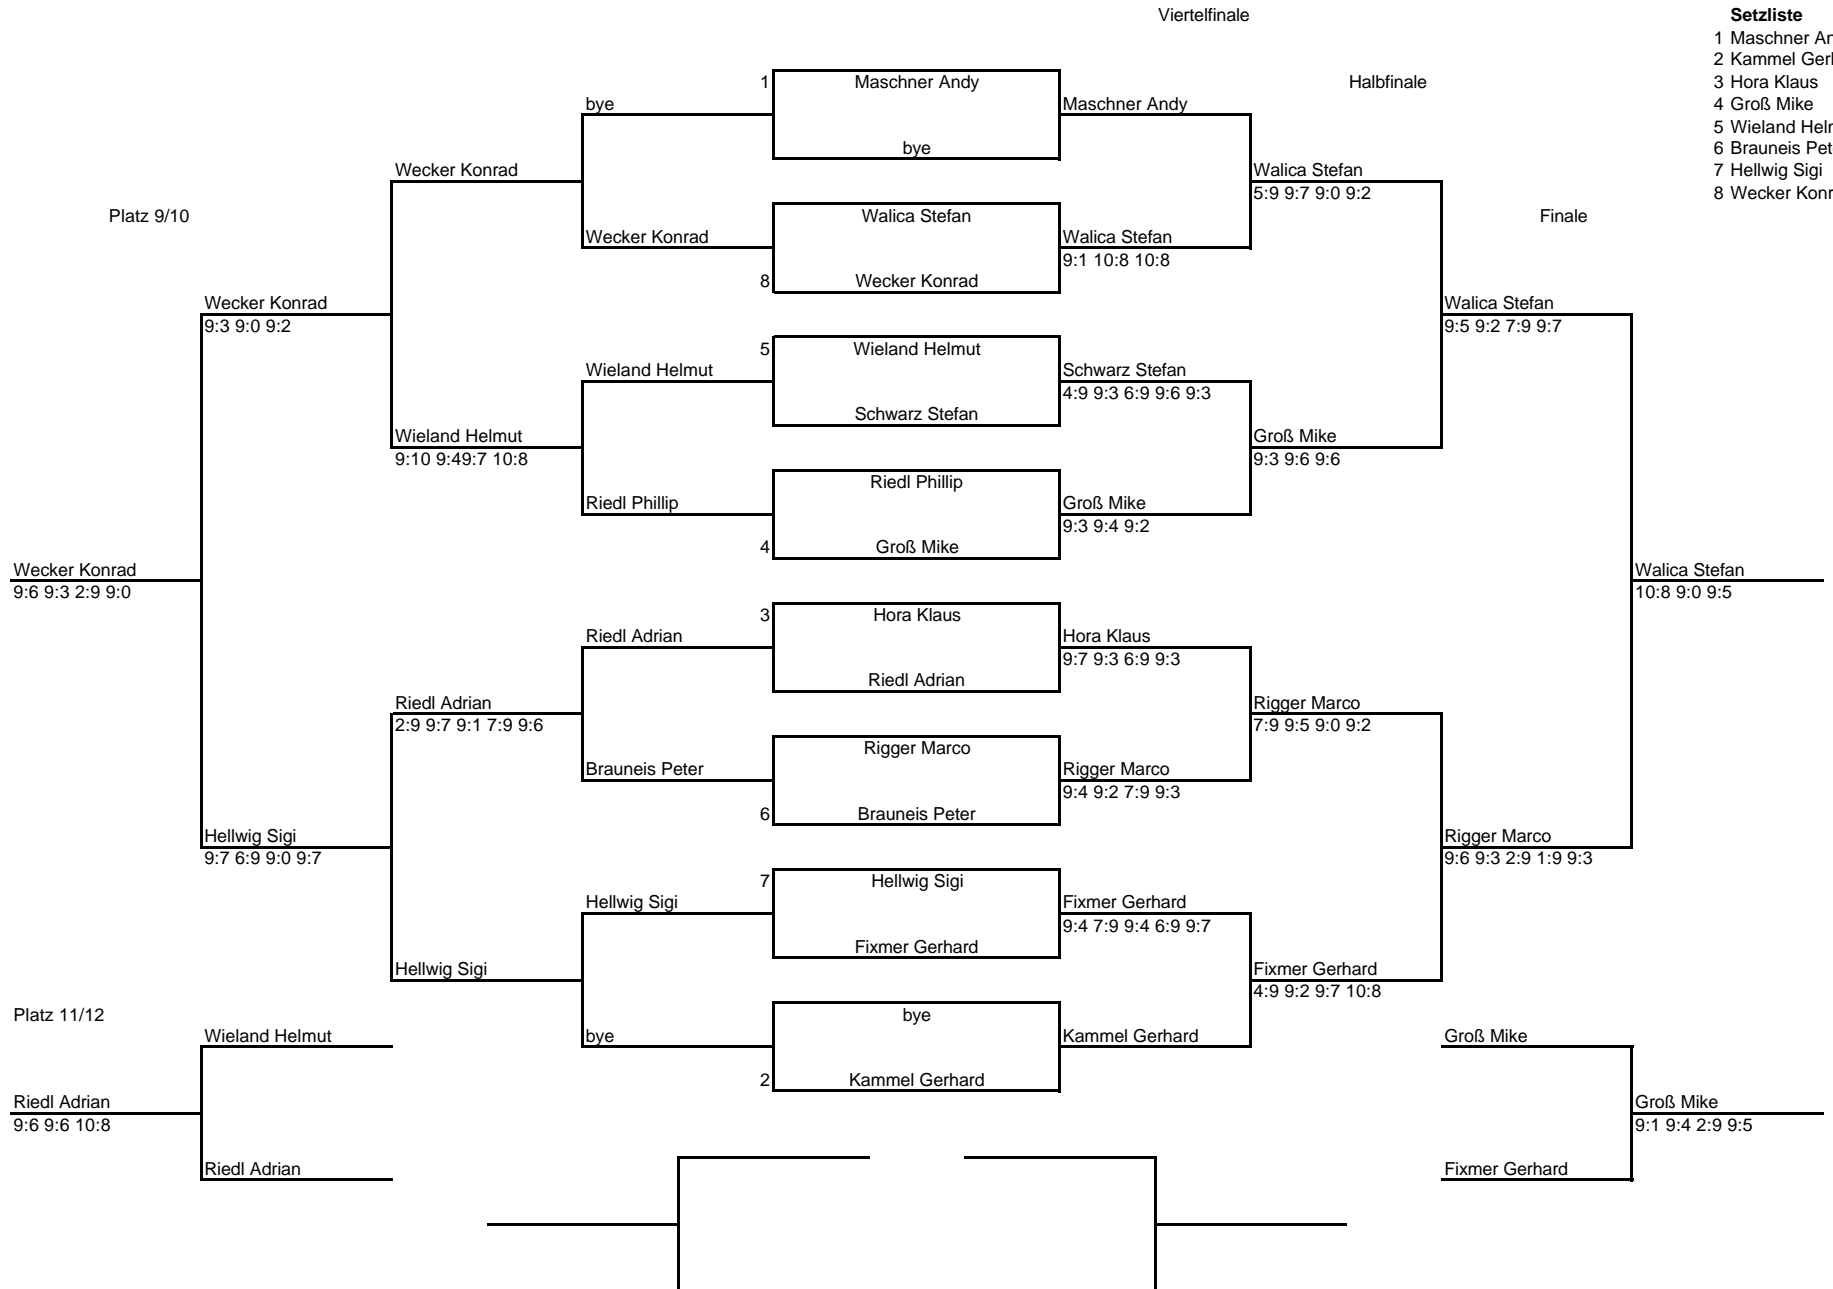 Viertelfinale
Setzliste
1 Maschner An
2 Kammel Ger
3 Hora Klaus
4 Groß Mike
5 Wieland Hel
6 Brauneis Pet
7 Hellwig Sigi
8 Wecker Kon
1 Maschner Andy
Halbfinale
bye
Maschner Andy
bye
Wecker Konrad
Walica Stefan
5:9 9:7 9:0 9:2
Platz 9/10
Walica Stefan
Finale
Wecker Konrad
Walica Stefan
9:1 10:8 10:8
8 Wecker Konrad
Wecker Konrad
9:3 9:0 9:2
Walica Stefan
9:5 9:2 7:9 9:7
5 Wieland Helmut
Wieland Helmut
Schwarz Stefan
4:9 9:3 6:9 9:6 9:3
Schwarz Stefan
Wieland Helmut
9:10 9:49:7 10:8
Groß Mike
9:3 9:6 9:6
Riedl Phillip
Riedl Phillip
Groß Mike
9:3 9:4 9:2
4 Groß Mike
Wecker Konrad
9:6 9:3 2:9 9:0
Walica Stefan
10:8 9:0 9:5
3 Hora Klaus
Riedl Adrian
Hora Klaus
9:7 9:3 6:9 9:3
Riedl Adrian
Riedl Adrian
2:9 9:7 9:1 7:9 9:6
Rigger Marco
7:9 9:5 9:0 9:2
Rigger Marco
Brauneis Peter
Rigger Marco
9:4 9:2 7:9 9:3
6 Brauneis Peter
Hellwig Sigi
9:7 6:9 9:0 9:7
Rigger Marco
9:6 9:3 2:9 1:9 9:3
7 Hellwig Sigi
Hellwig Sigi
Fixmer Gerhard
9:4 7:9 9:4 6:9 9:7
Fixmer Gerhard
Hellwig Sigi
Fixmer Gerhard
4:9 9:2 9:7 10:8
Platz 11/12
bye
Wieland Helmut
bye
Kammel Gerhard
Groß Mike
2 Kammel Gerhard
Riedl Adrian
9:6 9:6 10:8
Groß Mike
9:1 9:4 2:9 9:5
Riedl Adrian
Fixmer Gerhard